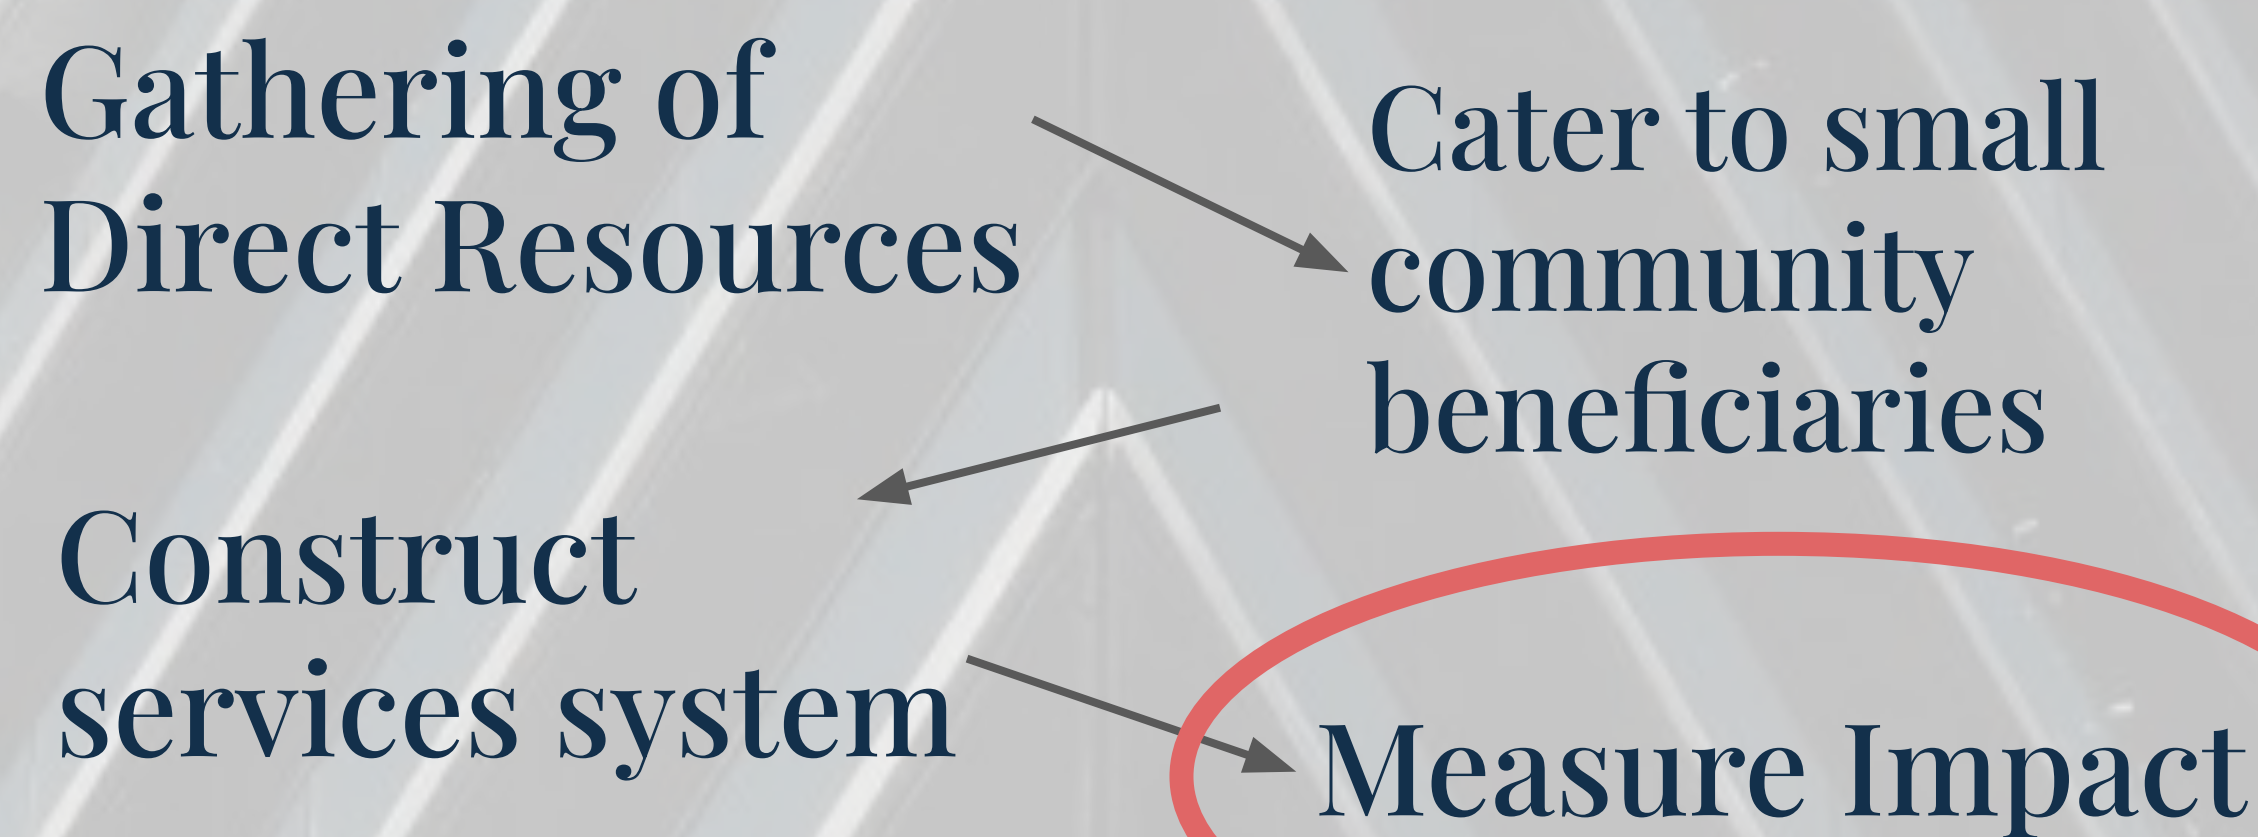 Gathering of
Direct Resources
Cater to small
community
beneficiaries
Construct
services system
Measure Impact